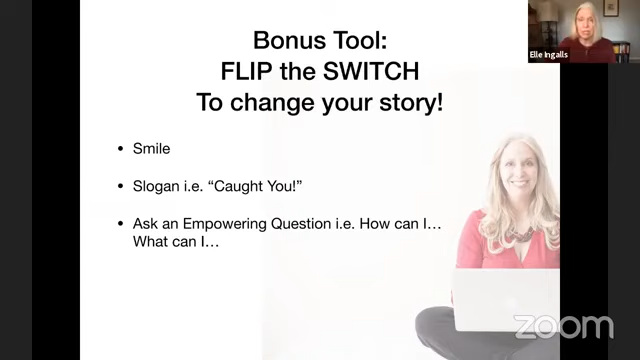 Bonus Tool:
FLIP the SWITCH
To change your story!
• Smile
• Slogan i.e. “Caught You!”
• Ask an Empowering Question i.e. How can I…
What can I…
Elle Ingalls
zoom